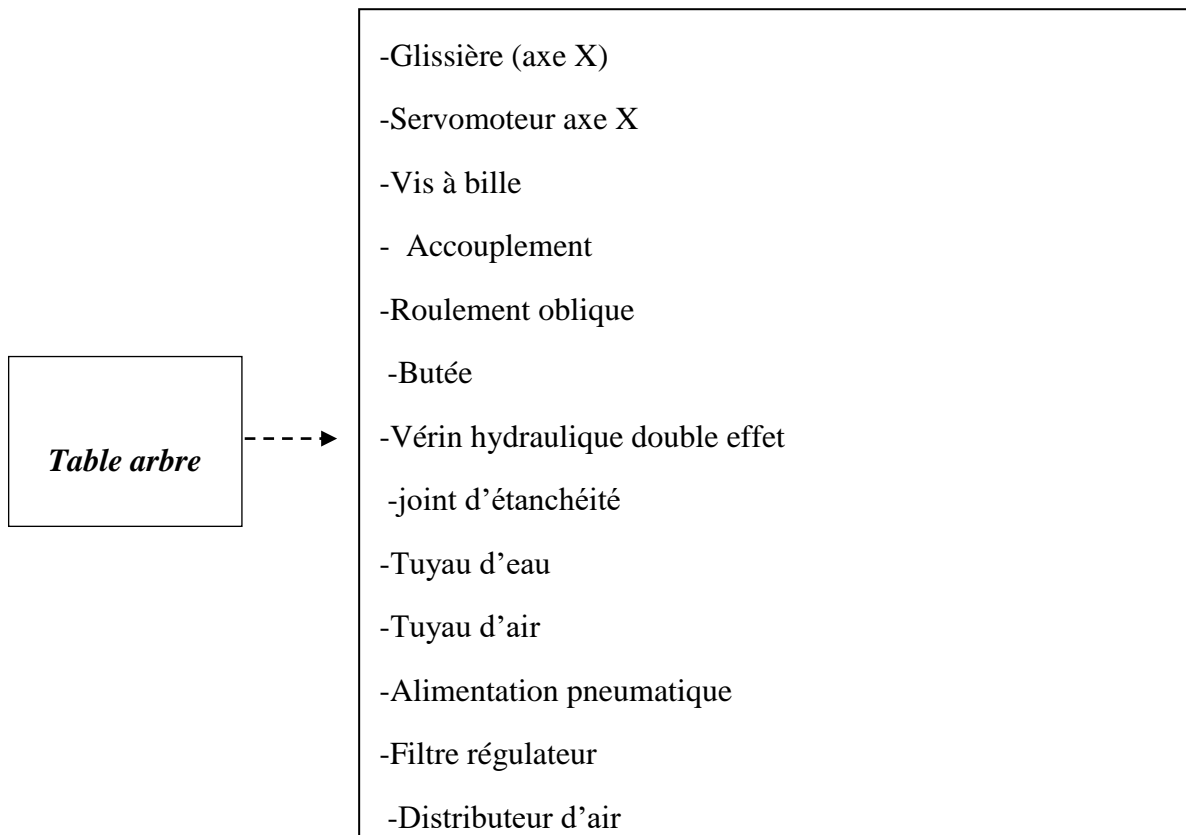 -Glissière (axe X)
-Servomoteur axe X
-Vis à bille
- Accouplement
-Roulement oblique
-Butée
Table arbre
-Vérin hydraulique double effet
-joint d’étanchéité
-Tuyau d’eau
-Tuyau d’air
-Alimentation pneumatique
-Filtre régulateur
-Distributeur d’air